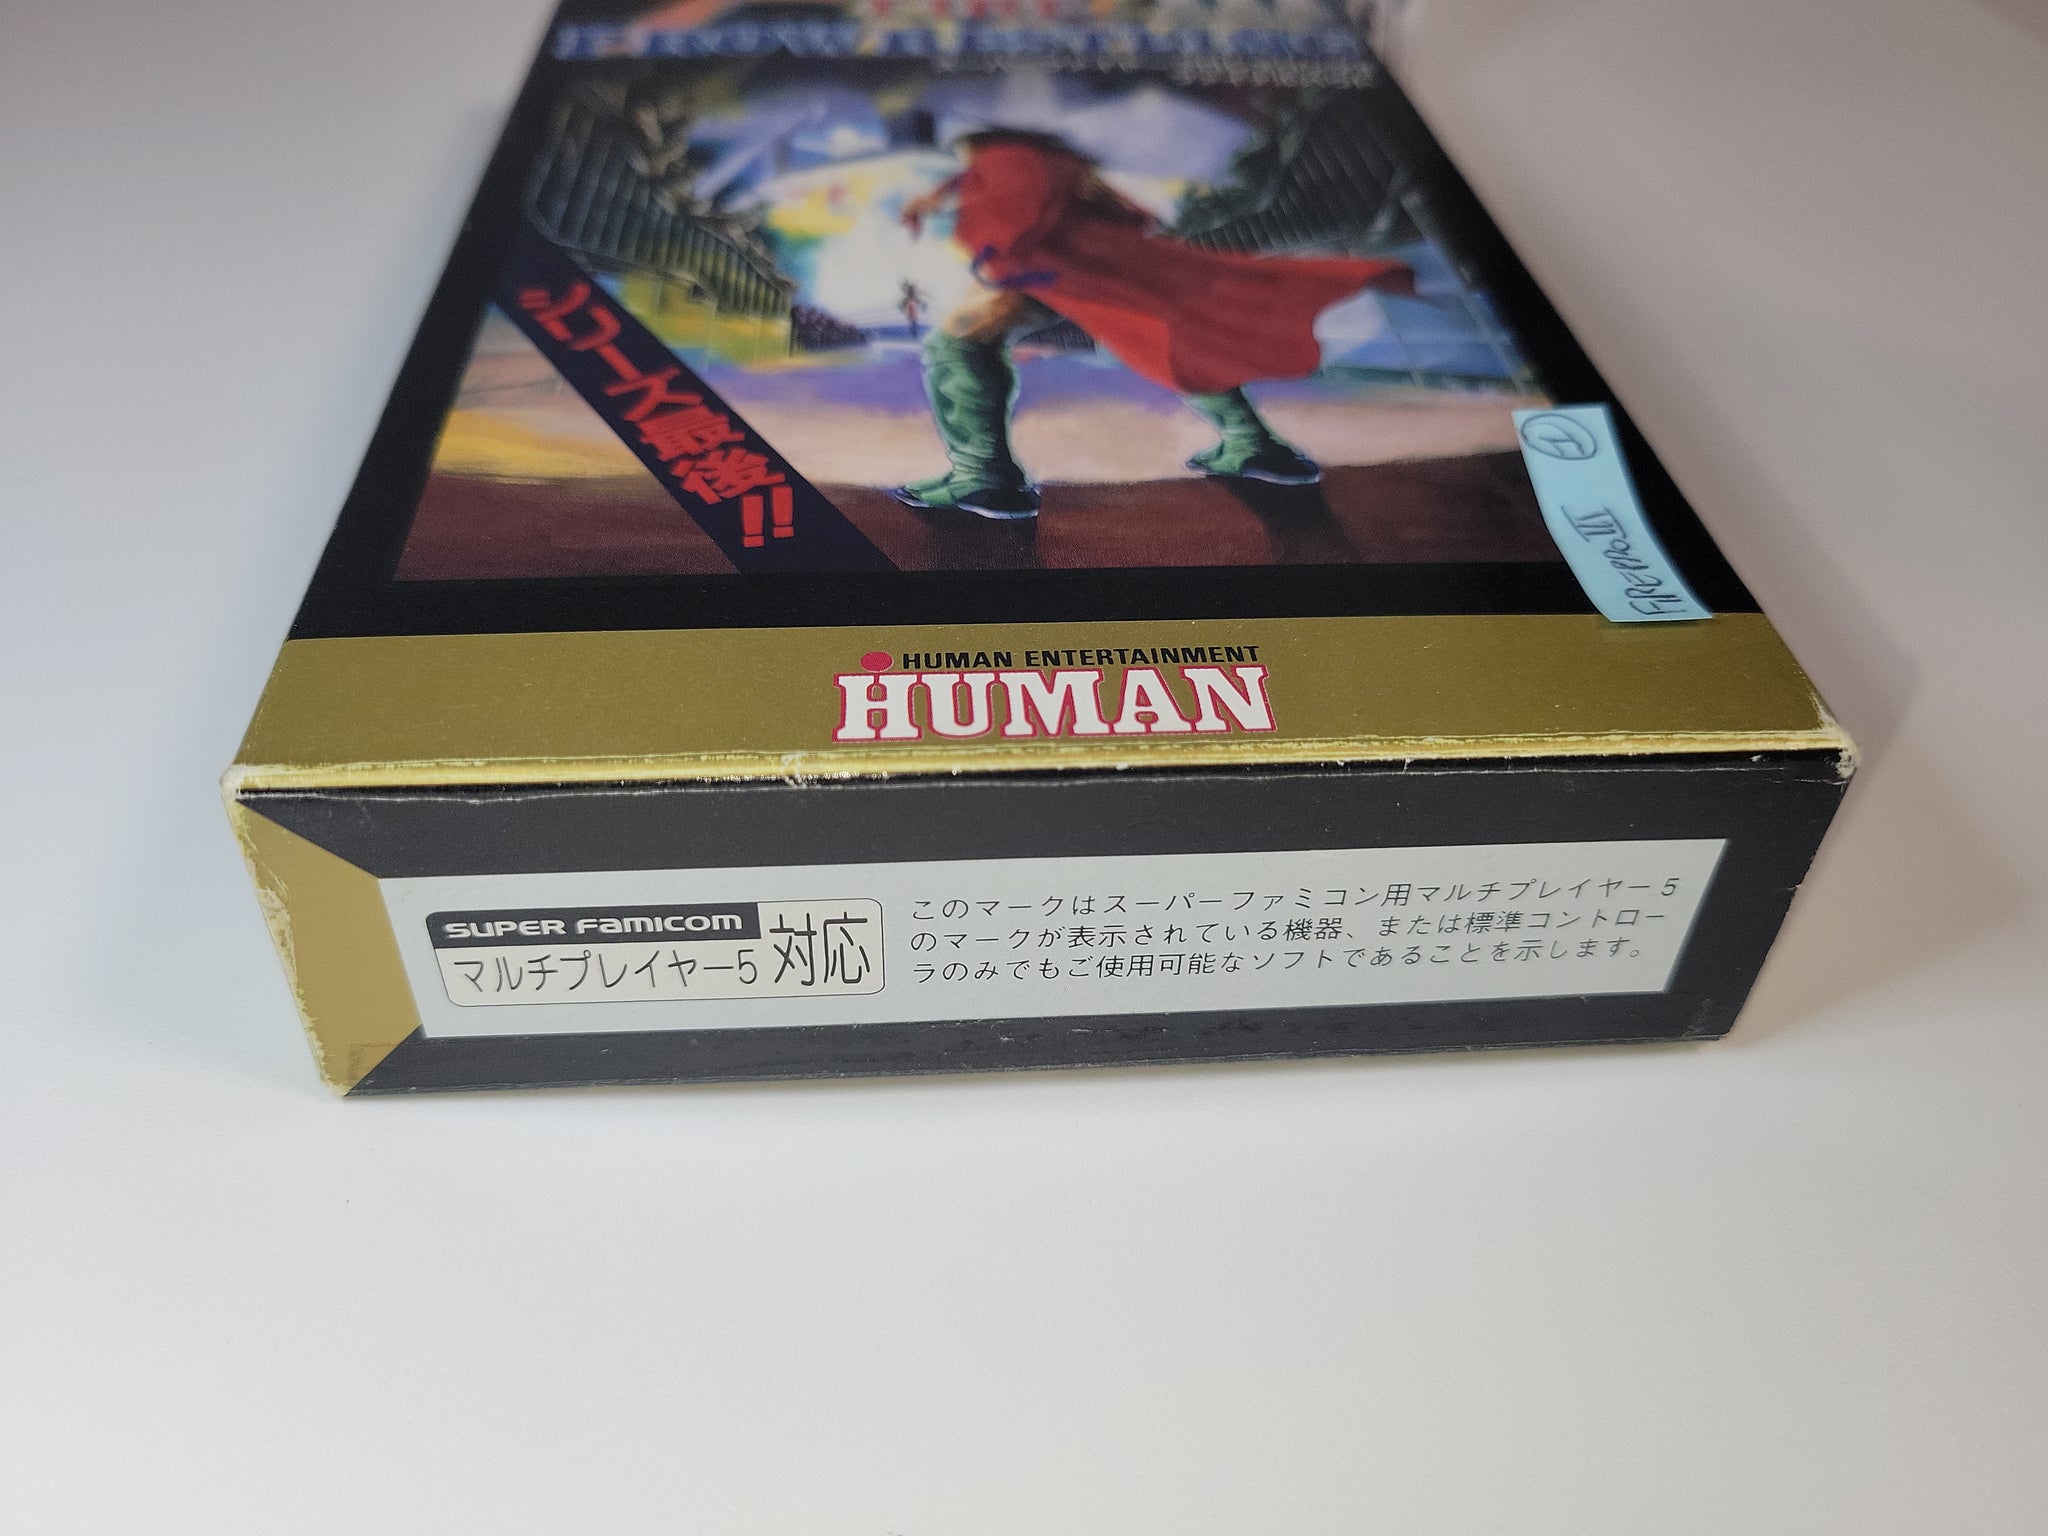 シリーズ最後!!
FIREPRO III
HUMAN ENTERTAINMENT
HUMAN
SUPER FAMICOM
マルチプレイヤー5
対応
このマークはスーパーファミコン用マルチプレイヤー5
のマークが表示されている機器、または標準コントロー
ラのみでもご使用可能なソフトであることを示します。